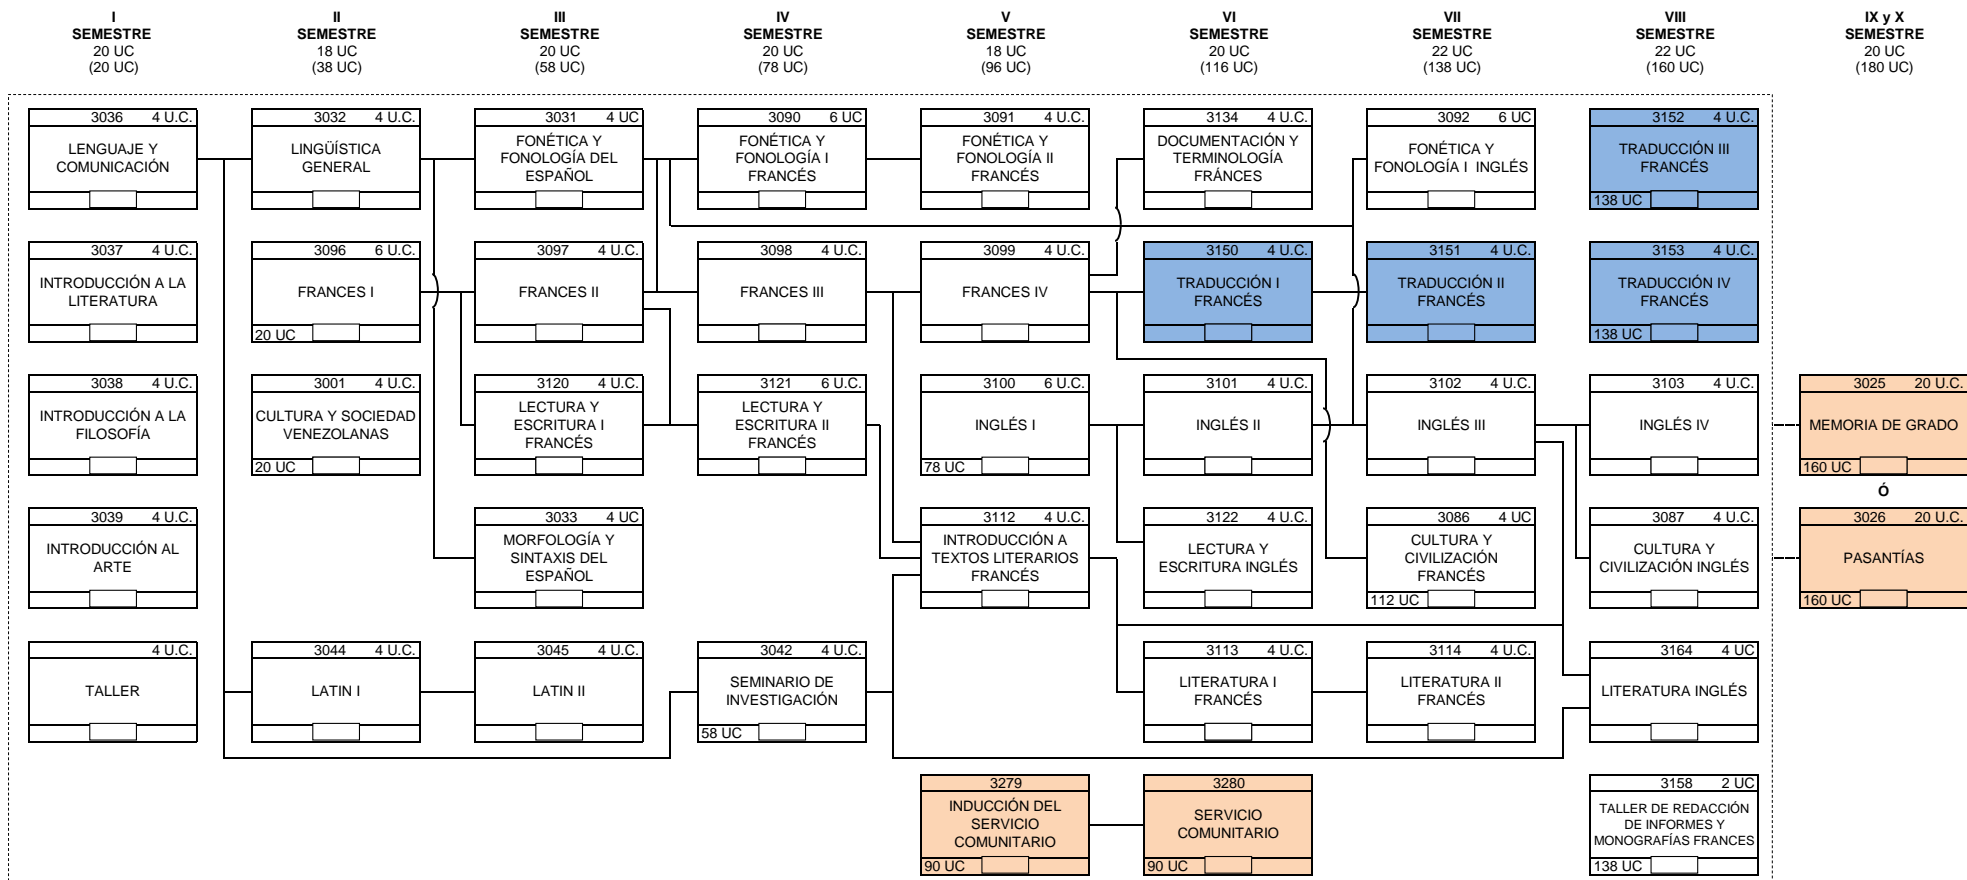 I
SEMESTRE
20 UC
(20 UC)
II
SEMESTRE
18 UC
(38 UC)
III
SEMESTRE
20 UC
(58 UC)
IV
SEMESTRE
20 UC
(78 UC)
V
SEMESTRE
18 UC
(96 UC)
VI
SEMESTRE
20 UC
(116 UC)
VII
SEMESTRE
22 UC
(138 UC)
VIII
SEMESTRE
22 UC
(160 UC)
IX y X
SEMESTRE
20 UC
(180 UC)
3036 4 U.C.
LENGUAJE Y
COMUNICACIÓN
3032 4 U.C.
LINGÜÍSTICA
GENERAL
3031 4 UC
FONÉTICA Y
FONOLOGÍA DEL
ESPAÑOL
3090 6 UC
FONÉTICA Y
FONOLOGÍA I
FRANCÉS
3091 4 U.C.
FONÉTICA Y
FONOLOGÍA II
FRANCÉS
3134 4 U.C.
DOCUMENTACIÓN Y
TERMINOLOGÍA
FRÁNCES
3092 6 UC
FONÉTICA Y
FONOLOGÍA I INGLÉS
3152 4 U.C.
TRADUCCIÓN III
FRANCÉS
138 UC
3037 4 U.C.
INTRODUCCIÓN A LA
LITERATURA
3096 6 U.C.
FRANCES I
20 UC
3097 4 U.C.
FRANCES II
3098 4 U.C.
FRANCES III
3099 4 U.C.
FRANCES IV
3150 4 U.C.
TRADUCCIÓN I
FRANCÉS
3151 4 U.C.
TRADUCCIÓN II
FRANCÉS
3153 4 U.C.
TRADUCCIÓN IV
FRANCÉS
138 UC
3038 4 U.C.
INTRODUCCIÓN A LA
FILOSOFÍA
3001 4 U.C.
CULTURA Y SOCIEDAD
VENEZOLANAS
20 UC
3120 4 U.C.
LECTURA Y
ESCRITURA I
FRANCÉS
3121 6 U.C.
LECTURA Y
ESCRITURA II
FRANCÉS
3100 6 U.C.
INGLÉS I
78 UC
3101 4 U.C.
INGLÉS II
3102 4 U.C.
INGLÉS III
3103 4 U.C.
INGLÉS IV
3025 20 U.C.
MEMORIA DE GRADO
160 UC
Ó
3039 4 U.C.
INTRODUCCIÓN AL
ARTE
3033 4 UC
MORFOLOGÍA Y
SINTAXIS DEL
ESPAÑOL
3112 4 U.C.
INTRODUCCIÓN A
TEXTOS LITERARIOS
FRANCÉS
3122 4 U.C.
LECTURA Y
ESCRITURA INGLÉS
3086 4 UC
CULTURA Y
CIVILIZACIÓN
FRANCÉS
112 UC
3087 4 U.C.
CULTURA Y
CIVILIZACIÓN INGLÉS
3026 20 U.C.
PASANTÍAS
160 UC
4 U.C.
TALLER
3044 4 U.C.
LATIN I
3045 4 U.C.
LATIN II
3042 4 U.C.
SEMINARIO DE
INVESTIGACIÓN
58 UC
3113 4 U.C.
LITERATURA I
FRANCÉS
3114 4 U.C.
LITERATURA II
FRANCÉS
3164 4 UC
LITERATURA INGLÉS
3279
INDUCCIÓN DEL
SERVICIO
COMUNITARIO
90 UC
3280
SERVICIO
COMUNITARIO
90 UC
3158 2 UC
TALLER DE REDACCIÓN
DE INFORMES Y
MONOGRAFÍAS FRANCES
138 UC